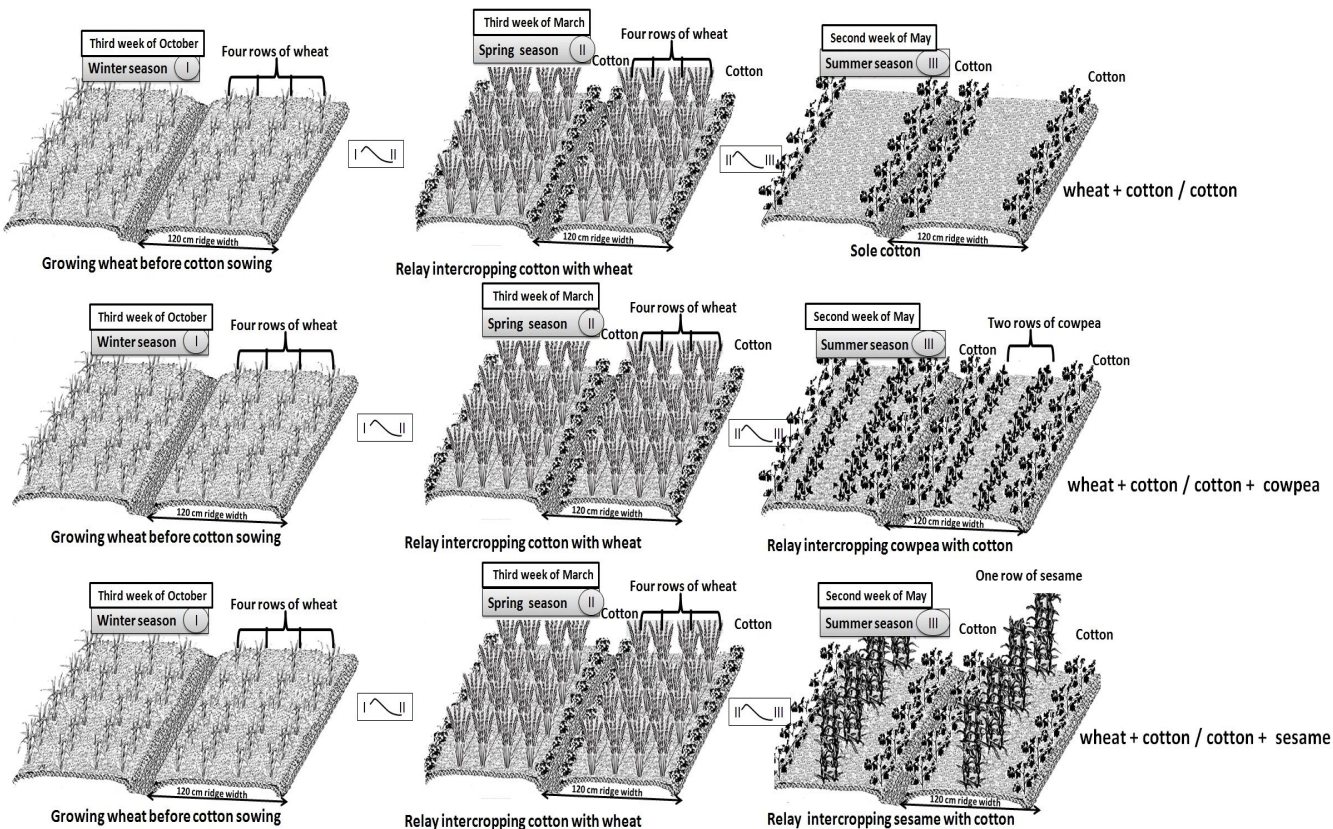 Third week of October
Winter season I
Four rows of wheat
120 cm ridge width
Growing wheat before cotton sowing
I II
Third week of March
Spring season II
Four rows of wheat
Cotton
Cotton
120 cm ridge width
Relay intercropping cotton with wheat
II III
Second week of May
Summer season III
Cotton
Cotton
120 cm ridge width
Sole cotton
wheat + cotton / cotton
Third week of October
Winter season I
Four rows of wheat
120 cm ridge width
Growing wheat before cotton sowing
I II
Third week of March
Spring season II
Four rows of wheat
Cotton
Cotton
120 cm ridge width
Relay intercropping cotton with wheat
II III
Second week of May
Summer season III
Two rows of cowpea
Cotton
Cotton
120 cm ridge width
Relay intercropping cowpea with cotton
wheat + cotton / cotton + cowpea
Third week of October
Winter season I
Four rows of wheat
120 cm ridge width
Growing wheat before cotton sowing
I II
Third week of March
Spring season II
Four rows of wheat
Cotton
Cotton
120 cm ridge width
Relay intercropping cotton with wheat
II III
One row of sesame
Second week of May
Summer season III
Cotton
Cotton
120 cm ridge width
Relay intercropping sesame with cotton
wheat + cotton / cotton + sesame